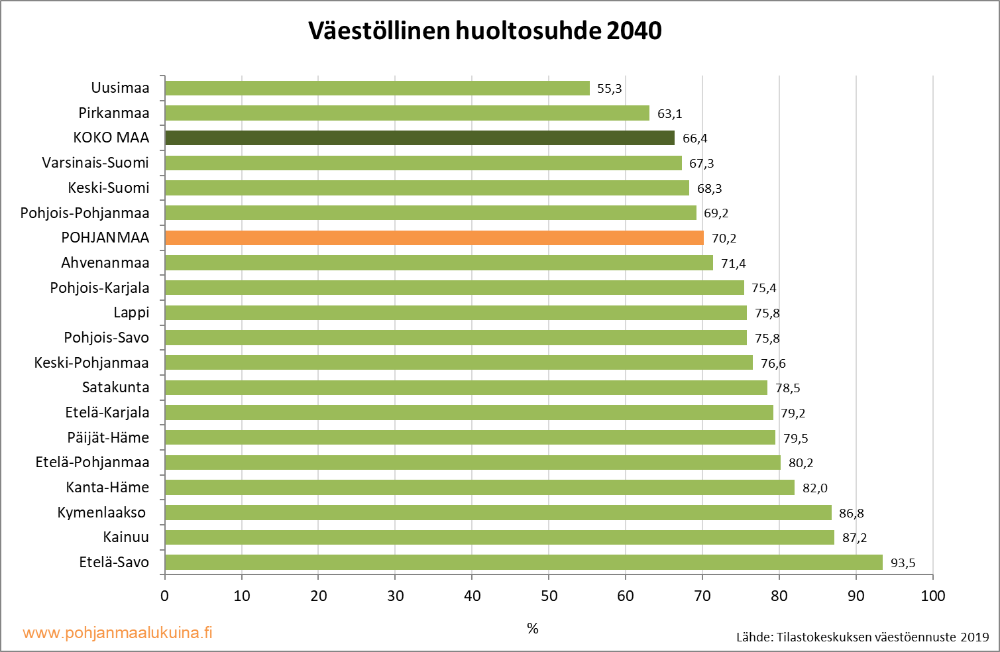 Väestöllinen huoltosuhde 2040
Uusimaa 55,3
Pirkanmaa 63,1
KOKO MAA 66,4
Varsinais-Suomi 67,3
Keski-Suomi 68,3
Pohjois-Pohjanmaa 69,2
POHJANMAA 70,2
Ahvenanmaa 71,4
Pohjois-Karjala 75,4
Lappi 75,8
Pohjois-Savo 75,8
Keski-Pohjanmaa 76,6
Satakunta 78,5
Etelä-Karjala 79,2
Päijät-Häme 79,5
Etelä-Pohjanmaa 80,2
Kanta-Häme 82,0
Kymenlaakso 86,8
Kainuu 87,2
Etelä-Savo 93,5
0 10 20 30 40 50 60 70 80 90 100
%
www.pohjanmaalukuina.fi
Lähde: Tilastokeskuksen väestöennuste 2019